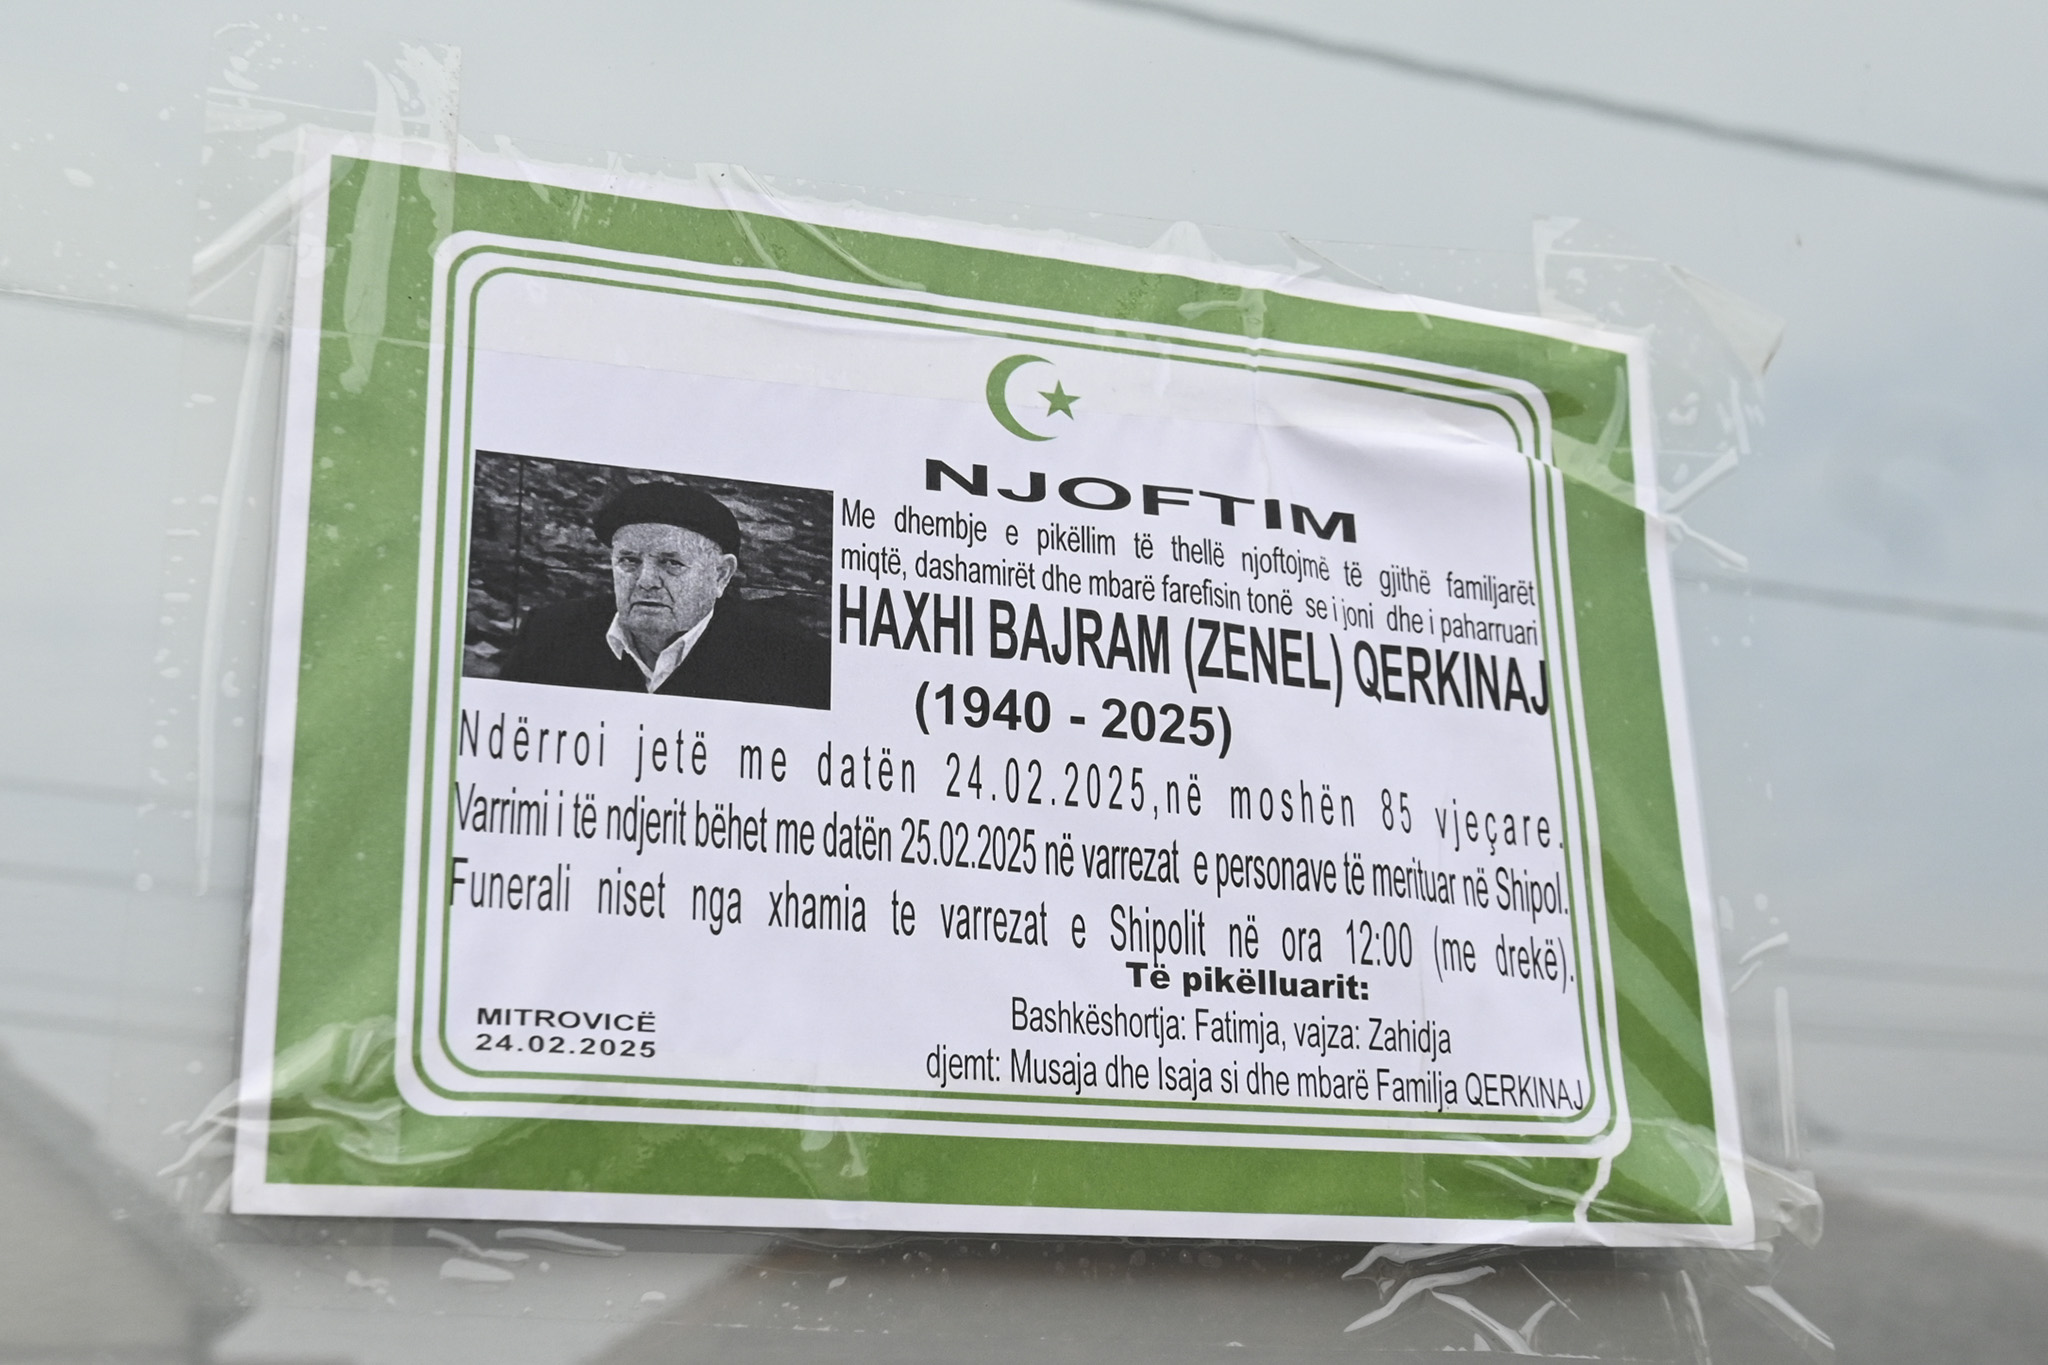 NJOFTIM
Me dhembje e pikëllim të thellë njoftojmë të gjithë familjarët
miqtë, dashamirët dhe mbarë farefisin tonë se i joni dhe i paharruari
HAXHI BAJRAM (ZENEL) QERKINAJ
(1940 - 2025)
Ndërroi jetë me datën 24.02.2025,në moshën 85 vjeçare.
Varrimi i të ndjerit bëhet me datën 25.02.2025 në varrezat e personave të merituar në Shipol.
Funerali niset nga xhamia te varrezat e Shipolit në ora 12:00 (me drekë).
Të pikëlluarit:
Bashkëshortja: Fatimja, vajza: Zahidja
djemt: Musaja dhe Isaja si dhe mbarë Familja QERKINAJ
MITROVICË
24.02.2025